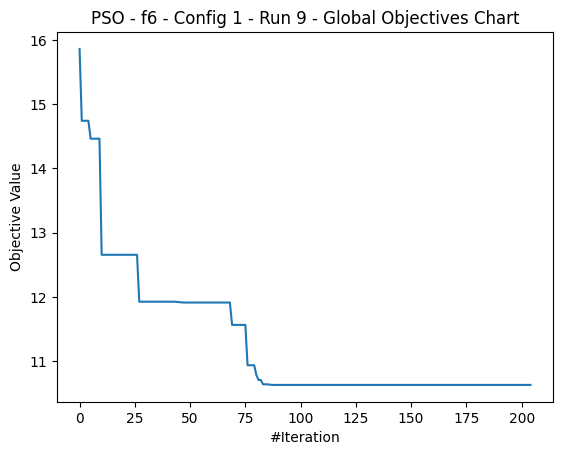 PSO - f6 - Config 1 - Run 9 - Global Objectives Chart
16
15
14
13
12
11
Objective Value
0 25 50 75 100 125 150 175 200
#Iteration